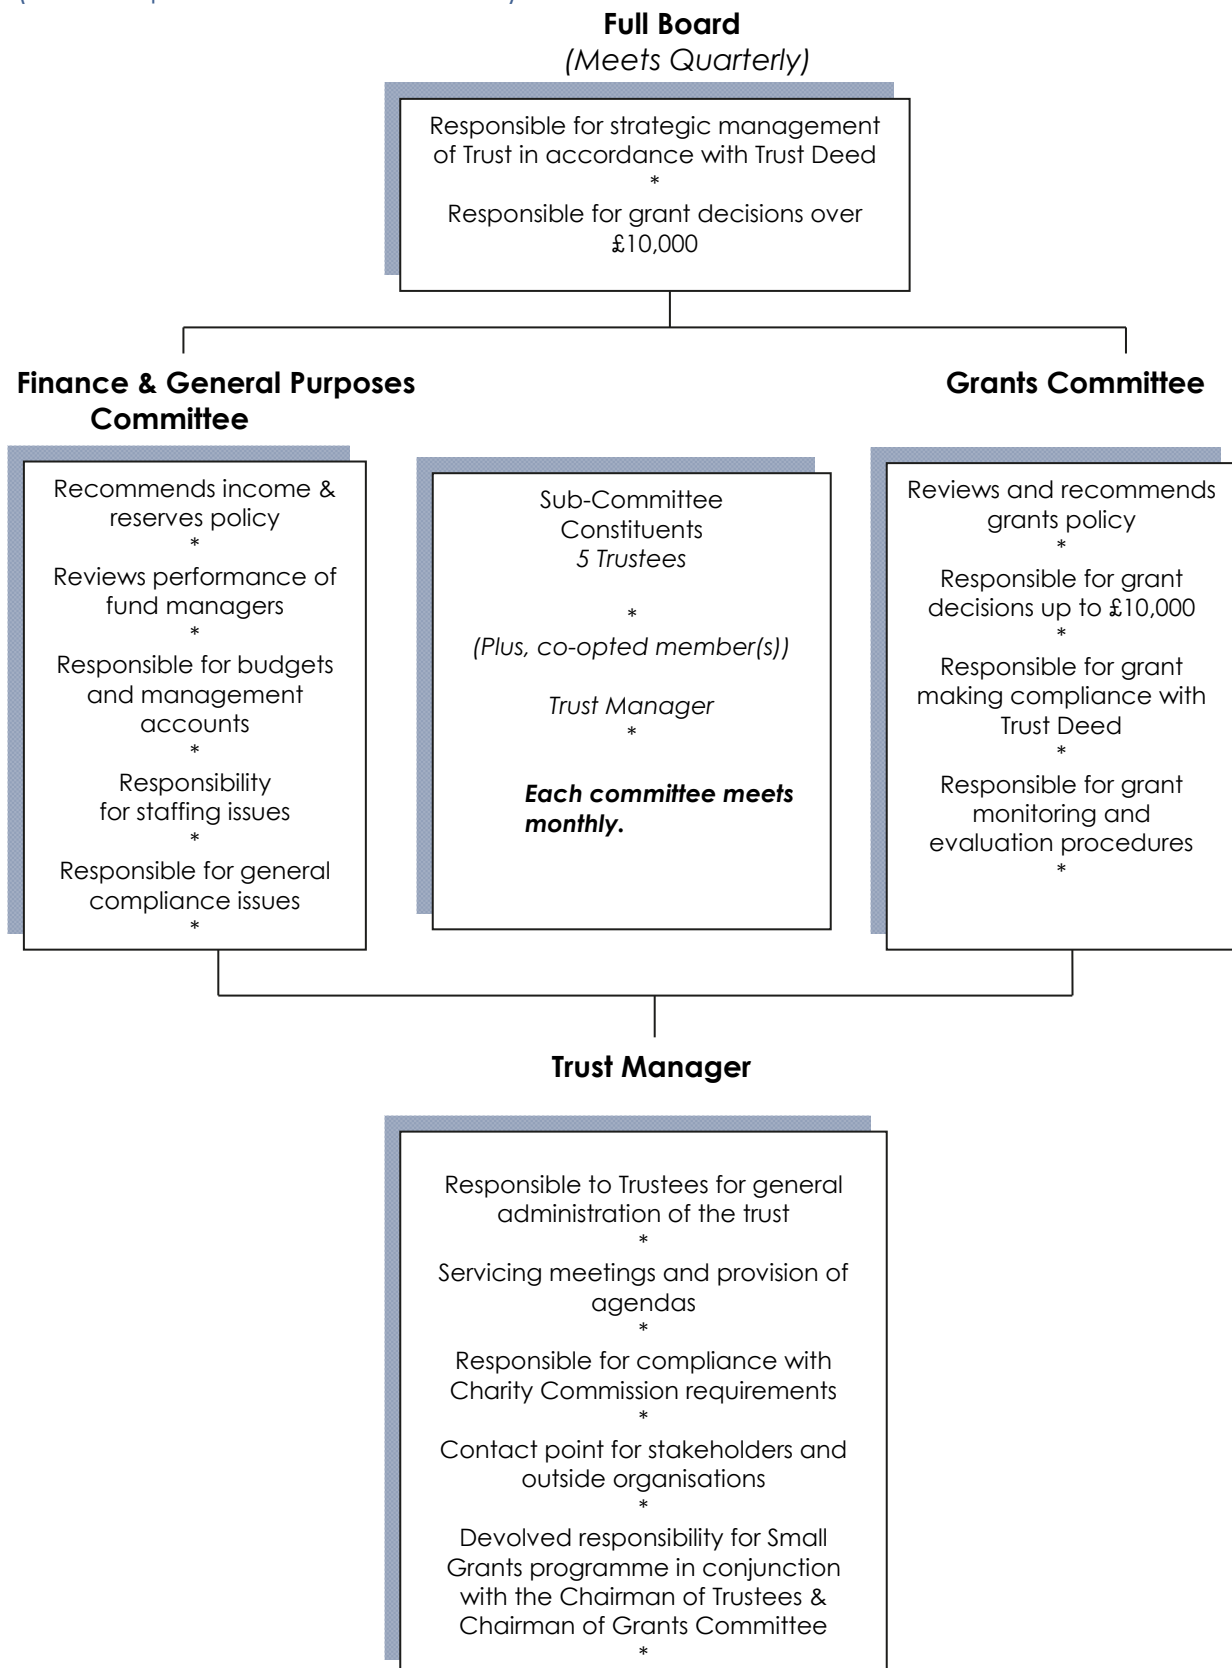 Full Board
(Meets Quarterly)
Responsible for strategic management
of Trust in accordance with Trust Deed
*
Responsible for grant decisions over
£10,000
Finance & General Purposes
Committee
Grants Committee
Recommends income &
reserves policy
*
Reviews performance of
fund managers
*
Responsible for budgets
and management
accounts
*
Responsibility
for staffing issues
*
Responsible for general
compliance issues
*
Sub-Committee
Constituents
5 Trustees
*
(Plus, co-opted member(s))
Trust Manager
*
Each committee meets
monthly.
Reviews and recommends
grants policy
*
Responsible for grant
decisions up to £10,000
*
Responsible for grant
making compliance with
Trust Deed
*
Responsible for grant
monitoring and
evaluation procedures
*
Trust Manager
Responsible to Trustees for general
administration of the trust
*
Servicing meetings and provision of
agendas
*
Responsible for compliance with
Charity Commission requirements
*
Contact point for stakeholders and
outside organisations
*
Devolved responsibility for Small
Grants programme in conjunction
with the Chairman of Trustees &
Chairman of Grants Committee
*